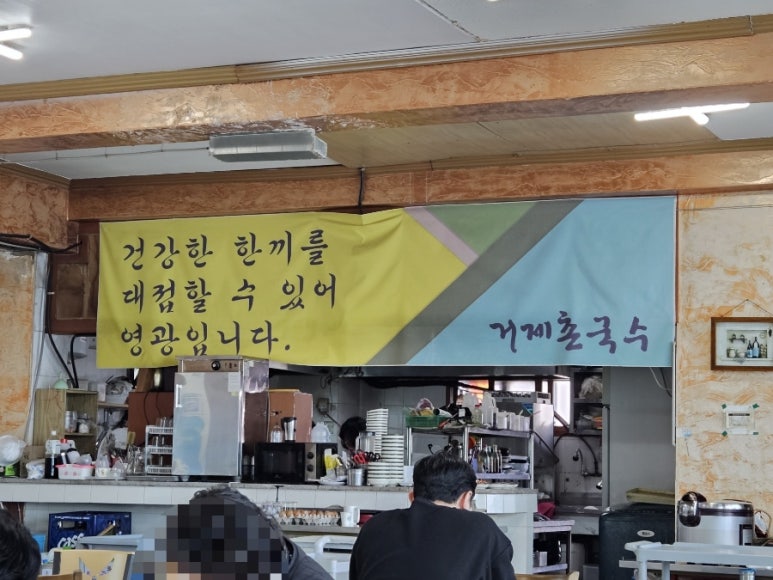 건강한 한끼를
대접할 수 있어
영광입니다.
거제촌국수
CASS